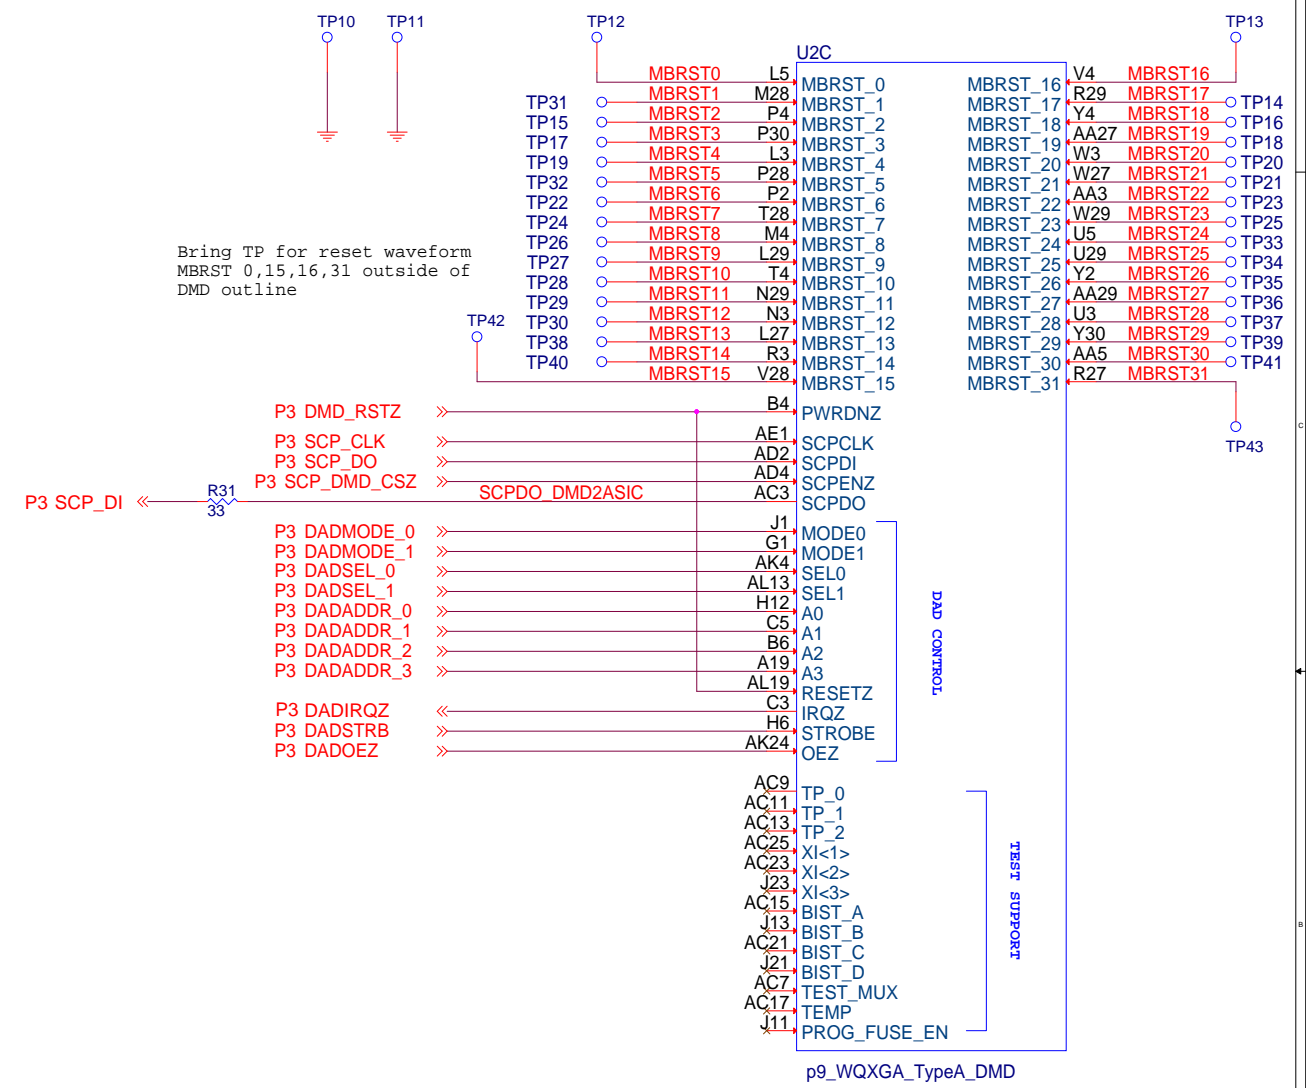 TP10 TP11 TP12 TP13
U2C
MBRST0 L5 MBRST_0 MBRST_16 V4 MBRST16
TP31 MBRST1 M28 MBRST_1 MBRST_17 R29 MBRST17 TP14
TP15 MBRST2 P4 MBRST_2 MBRST_18 Y4 MBRST18 TP16
TP17 MBRST3 P30 MBRST_3 MBRST_19 AA27 MBRST19 TP18
TP19 MBRST4 L3 MBRST_4 MBRST_20 W3 MBRST20 TP20
TP32 MBRST5 P28 MBRST_5 MBRST_21 W27 MBRST21 TP21
TP22 MBRST6 P2 MBRST_6 MBRST_22 AA3 MBRST22 TP23
TP24 MBRST7 T28 MBRST_7 MBRST_23 W29 MBRST23 TP25
TP26 MBRST8 M4 MBRST_8 MBRST_24 U5 MBRST24 TP33
TP27 MBRST9 L29 MBRST_9 MBRST_25 U29 MBRST25 TP34
TP28 MBRST10 T4 MBRST_10 MBRST_26 Y2 MBRST26 TP35
TP29 MBRST11 N29 MBRST_11 MBRST_27 AA29 MBRST27 TP36
TP30 MBRST12 N3 MBRST_12 MBRST_28 U3 MBRST28 TP37
TP38 MBRST13 L27 MBRST_13 MBRST_29 Y30 MBRST29 TP39
TP40 MBRST14 R3 MBRST_14 MBRST_30 AA5 MBRST30 TP41
TP42 MBRST15 V28 MBRST_15 MBRST_31 R27 MBRST31
TP43
Bring TP for reset waveform
MBRST 0,15,16,31 outside of
DMD outline
P3 DMD_RSTZ B4 PWRDNZ
P3 SCP_CLK AE1 SCPCLK
P3 SCP_DO AD2 SCPDI
P3 SCP_DMD_CSZ AD4 SCPENZ
P3 SCP_DI R31 33 SCPDO_DMD2ASIC AC3 SCPDO
P3 DADMODE_0 J1 MODE0
P3 DADMODE_1 G1 MODE1
P3 DADSEL_0 AK4 SEL0
P3 DADSEL_1 AL13 SEL1
P3 DADADDR_0 H12 A0
P3 DADADDR_1 C5 A1
P3 DADADDR_2 B6 A2
P3 DADADDR_3 A19 A3
AL19 RESETZ
P3 DADIRQZ C3 IRQZ
P3 DADSTRB H6 STROBE
P3 DADOEZ AK24 OEZ
DAD CONTROL
AC9 TP_0
AC11 TP_1
AC13 TP_2
AC25 XI<1>
AC23 XI<2>
J23 XI<3>
AC15 BIST_A
J13 BIST_B
AC21 BIST_C
J21 BIST_D
AC7 TEST_MUX
AC17 TEMP
J11 PROG_FUSE_EN
TEST SUPPORT
p9_WQXGA_TypeA_DMD
C
B